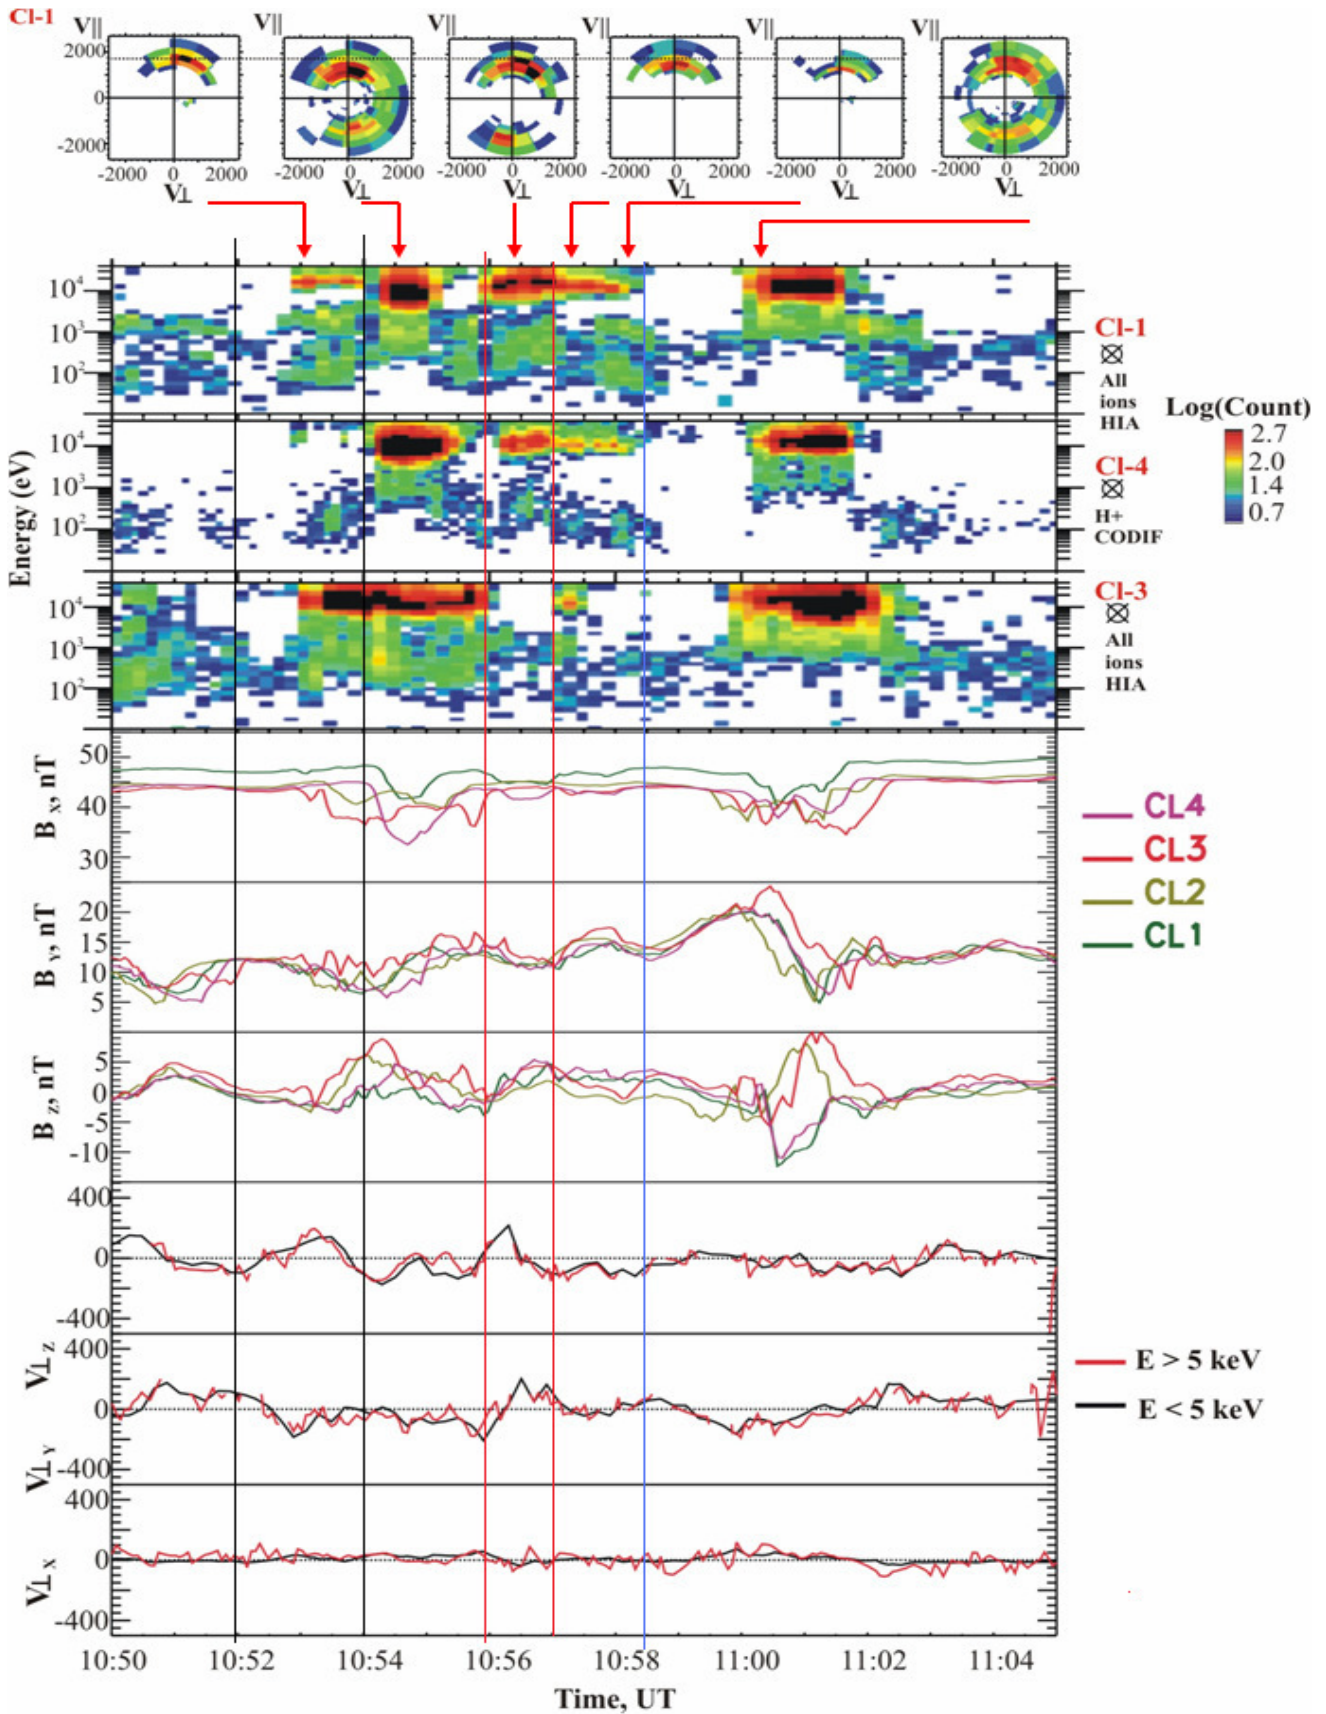 Cl-1
V|| V|| V|| V|| V|| V||
2000
0
-2000
-2000 0 2000 -2000 0 2000 -2000 0 2000 -2000 0 2000 -2000 0 2000 -2000 0 2000
V⊥ V⊥ V⊥ V⊥ V⊥ V⊥
Energy (eV)
10⁴
10³
10²
Cl-1
All
ions
HIA
10⁴
10³
10²
Cl-4
H+
CODIF
10⁴
10³
10²
Cl-3
All
ions
HIA
Log(Count)
2.7
2.0
1.4
0.7
B X, nT
50
40
30
B Y, nT
20
15
10
5
B Z, nT
5
0
-5
-10
CL4
CL3
CL2
CL1
400
0
-400
V⊥Z
400
0
-400
V⊥Y
400
0
-400
V⊥X
E > 5 keV
E < 5 keV
10:50 10:52 10:54 10:56 10:58 11:00 11:02 11:04
Time, UT